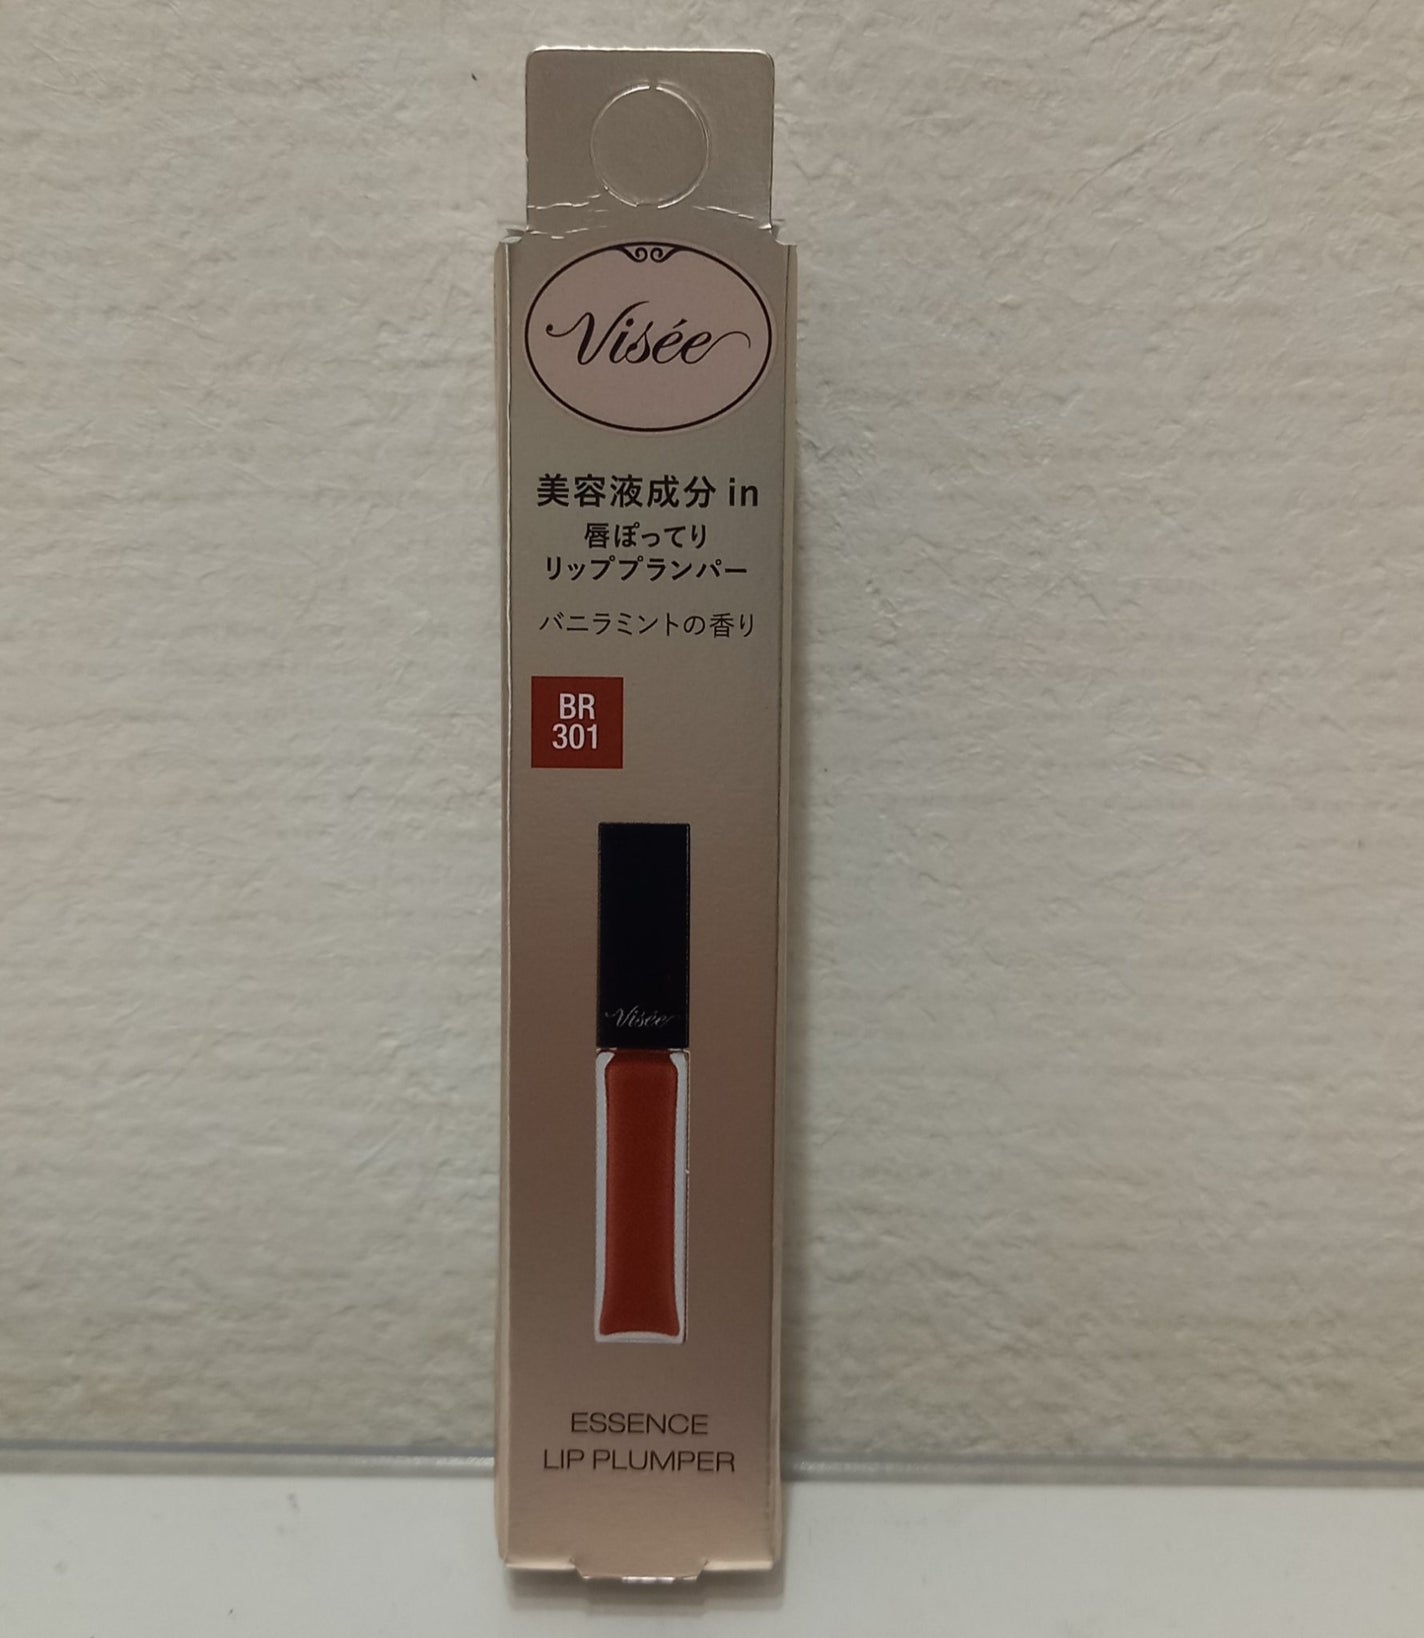 Visée
美容液成分 in
唇ぽってり
リッププランパー
バニラミントの香り
BR
301
Visée
ESSENCE
LIP PLUMPER